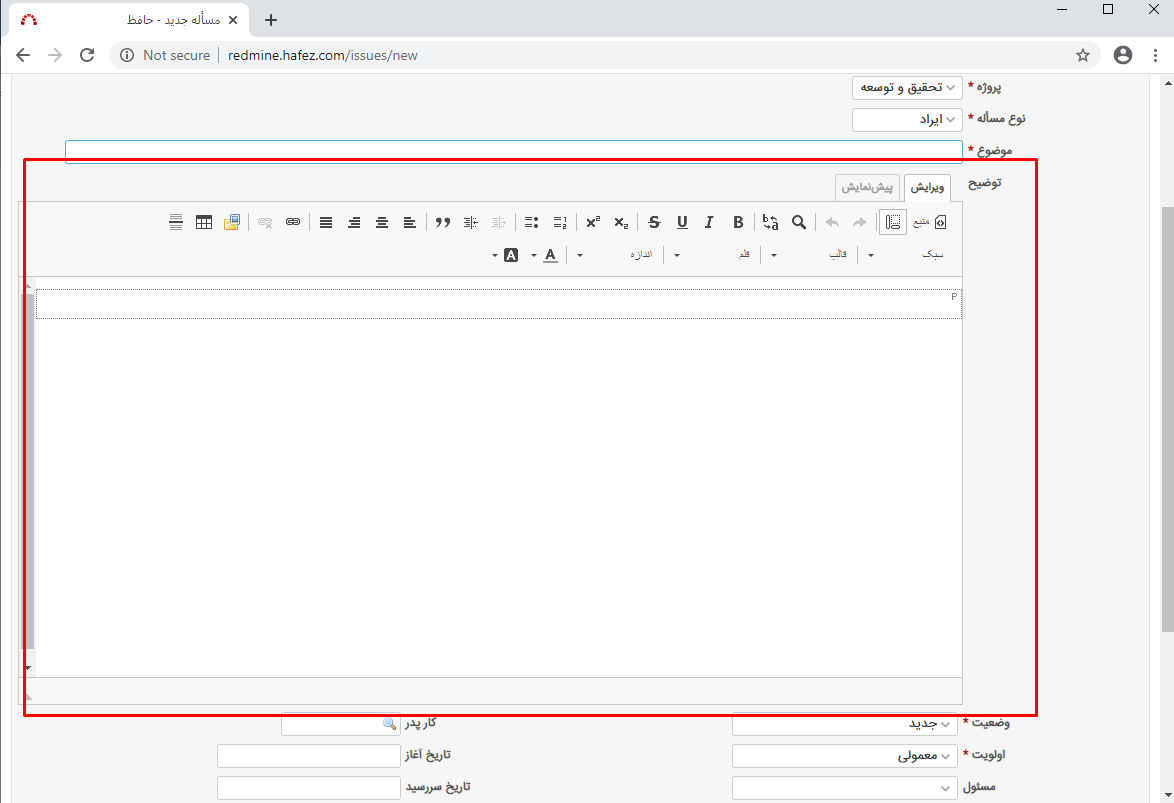 مسأله جدید - حافظ
Not secure | redmine.hafez.com/issues/new
پروژه * تحقیق و توسعه
نوع مسأله * ایراد
موضوع *
توضیح ویرایش پیش‌نمایش
منبع
سبک قالب قلم اندازه
P
وضعیت * جدید کار پدر
اولویت * معمولی تاریخ آغاز
مسئول تاریخ سررسید